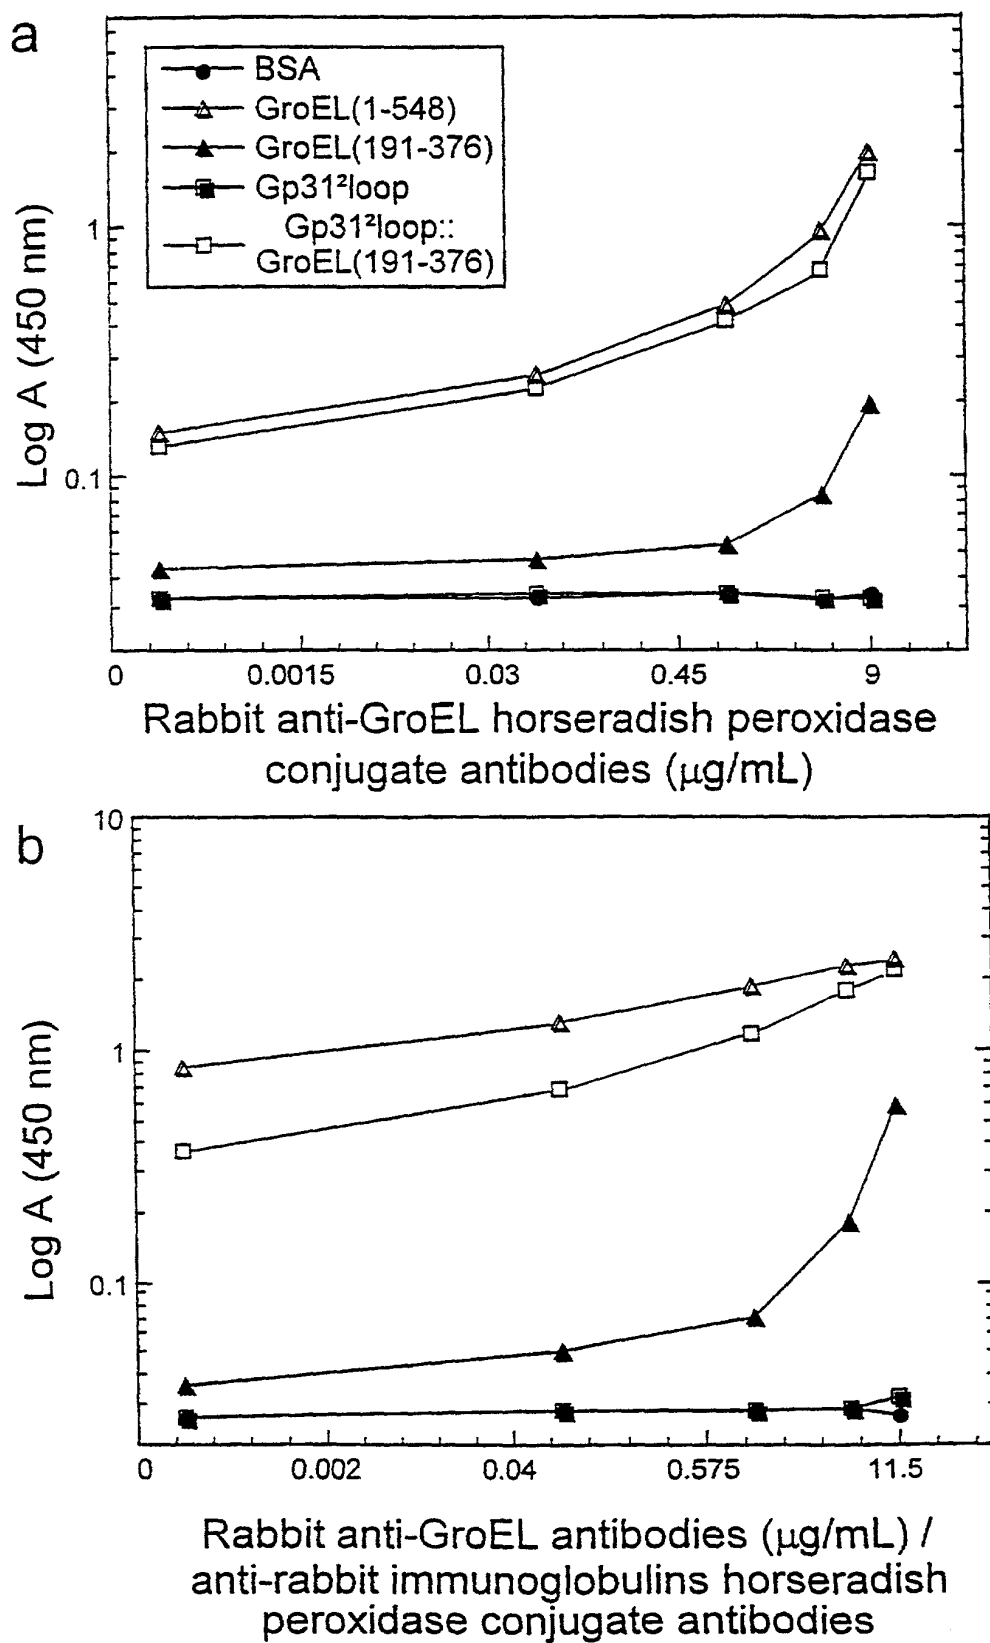 a
BSA
GroEL(1-548)
GroEL(191-376)
Gp31²loop
Gp31²loop::
GroEL(191-376)
1
0.1
Log A (450 nm)
0
0.0015
0.03
0.45
9
Rabbit anti-GroEL horseradish peroxidase
conjugate antibodies (µg/mL)
b
10
1
0.1
Log A (450 nm)
0
0.002
0.04
0.575
11.5
Rabbit anti-GroEL antibodies (µg/mL) /
anti-rabbit immunoglobulins horseradish
peroxidase conjugate antibodies